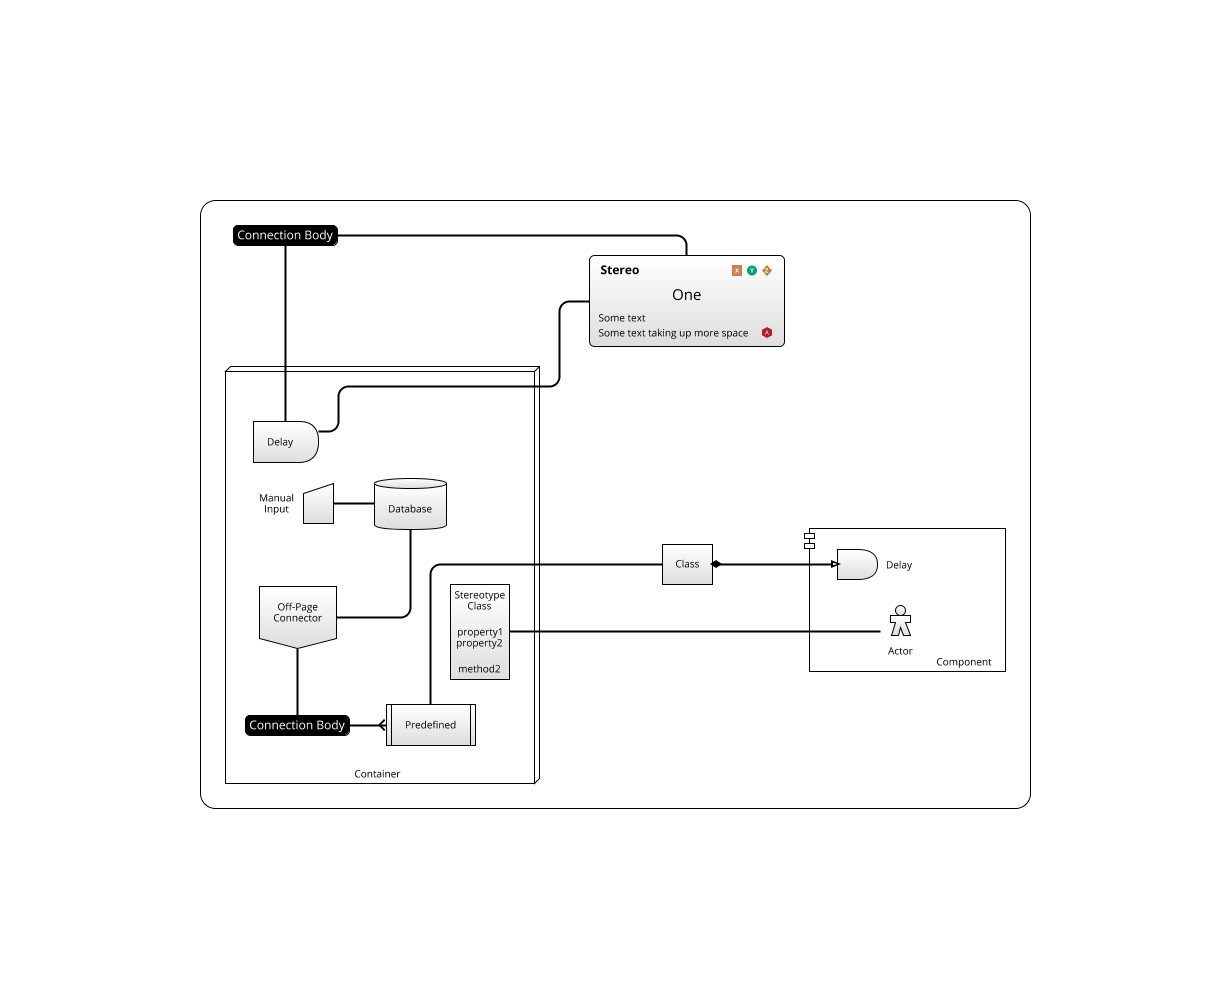 Connection Body
Stereo
X
Y
Z
One
Some text
Some text taking up more space
A
Delay
Manual
Input
Database
Off-Page
Connector
Stereotype
Class
property1
property2
method2
Connection Body
Predefined
Container
Class
Delay
Actor
Component